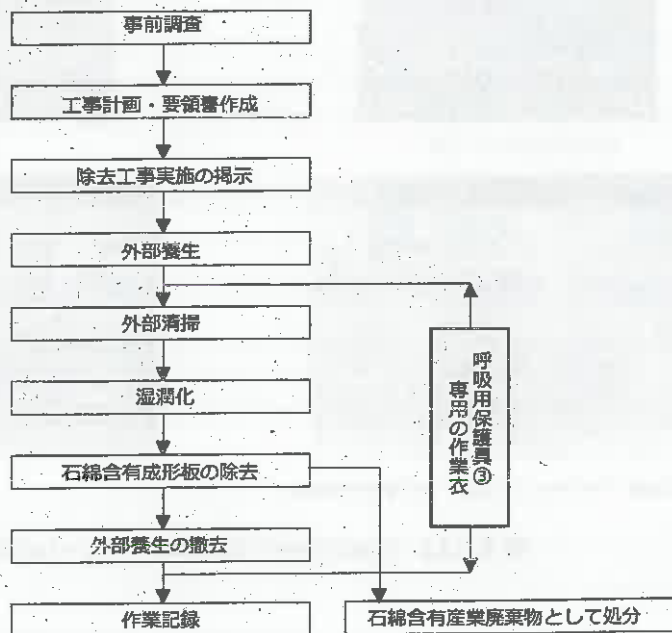 事前調査
工事計画・要領書作成
除去工事実施の掲示
外部養生
外部清掃
湿潤化
石綿含有成形板の除去
外部養生の撤去
作業記録
呼吸用保護具③
専用の作業衣
石綿含有産業廃棄物として処分